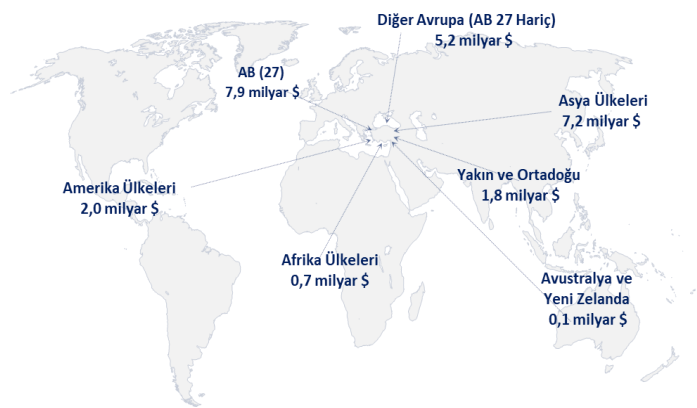 Diğer Avrupa (AB 27 Hariç)
5,2 milyar $
AB (27)
7,9 milyar $
Asya Ülkeleri
7,2 milyar $
Yakın ve Ortadoğu
1,8 milyar $
Amerika Ülkeleri
2,0 milyar $
Afrika Ülkeleri
0,7 milyar $
Avustralya ve
Yeni Zelanda
0,1 milyar $